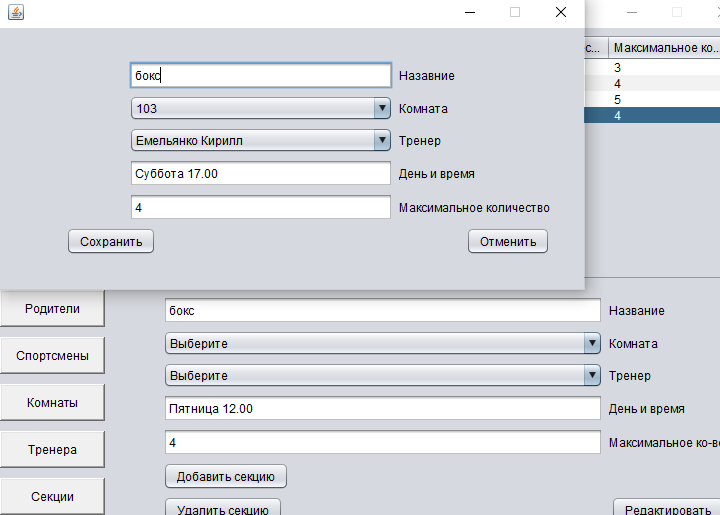 с... Максимальное ко...
3
4
5
4
бокс Назавние
103 Комната
Емельянко Кирилл Тренер
Суббота 17.00 День и время
4 Максимальное количество
Сохранить Отменить
Родители
Спортсмены
Комнаты
Тренера
Секции
бокс Название
Выберите Комната
Выберите Тренер
Пятница 12.00 День и время
4 Максимальное ко-во
Добавить секцию
Удалить секцию Редактировать